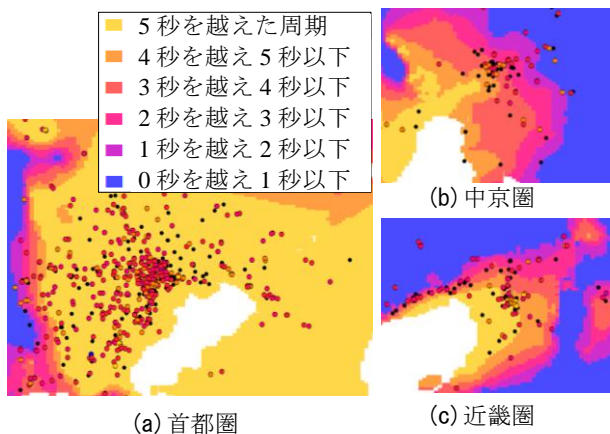 5秒を越えた周期
4秒を越え5秒以下
3秒を越え4秒以下
2秒を越え3秒以下
1秒を越え2秒以下
0秒を越え1秒以下
(a)首都圏
(b)中京圏
(c)近畿圏